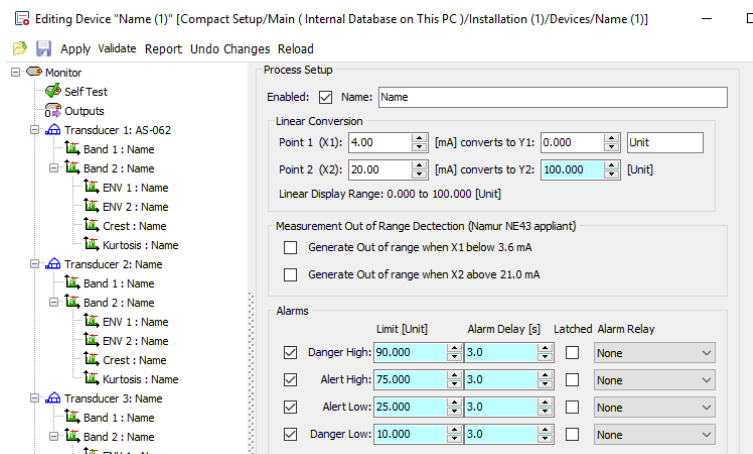 Editing Device "Name (1)" [Compact Setup/Main ( Internal Database on This PC )/Installation (1)/Devices/Name (1)]
Apply Validate Report Undo Changes Reload
Monitor
Self Test
Outputs
Transducer 1: AS-062
Band 1 : Name
Band 2 : Name
ENV 1 : Name
ENV 2 : Name
Crest : Name
Kurtosis : Name
Transducer 2: Name
Band 1 : Name
Band 2 : Name
ENV 1 : Name
ENV 2 : Name
Crest : Name
Kurtosis : Name
Transducer 3: Name
Band 1 : Name
Band 2 : Name
ENV 1 : Name
Process Setup
Enabled: Name: Name
Linear Conversion
Point 1 (X1): 4.00 [mA] converts to Y1: 0.000 Unit
Point 2 (X2): 20.00 [mA] converts to Y2: 100.000 [Unit]
Linear Display Range: 0.000 to 100.000 [Unit]
Measurement Out of Range Dectection (Namur NE43 appliant)
Generate Out of range when X1 below 3.6 mA
Generate Out of range when X2 above 21.0 mA
Alarms
Limit [Unit] Alarm Delay [s] Latched Alarm Relay
Danger High: 90.000 3.0 None
Alert High: 75.000 3.0 None
Alert Low: 25.000 3.0 None
Danger Low: 10.000 3.0 None